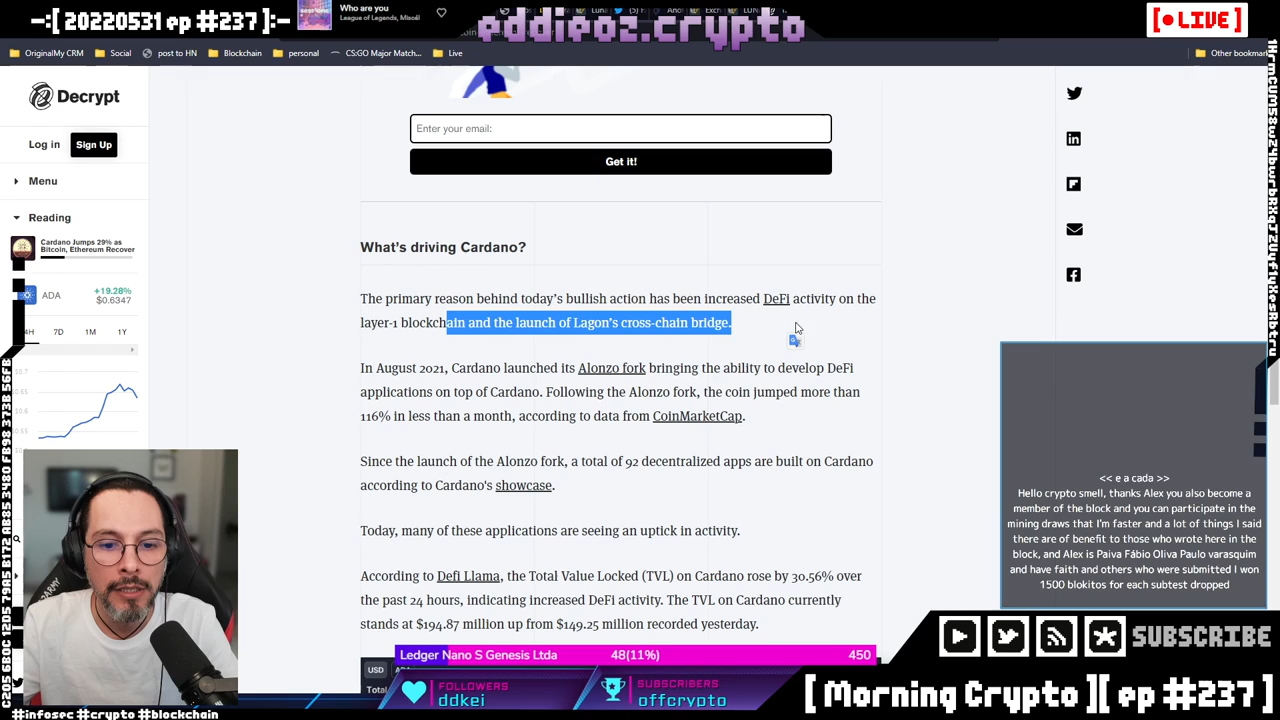 -:[ 20220531 ep #237]:-
Who are you
League of Legends, Miscél
eddieoz.crypto
[ LIVE ]
OriginalMy CRM
Social
post to HN
Blockchain
personal
CS:GO Major Match...
Live
Other bookmar
Decrypt
Log in
Sign Up
Menu
Reading
Cardano Jumps 29% as
Bitcoin, Ethereum Recover
ADA
+19.28%
$0.6347
7D
1M
1Y
Enter your email:
Get it!
What's driving Cardano?
The primary reason behind today's bullish action has been increased DeFi activity on the
layer-1 blockchain and the launch of Lagon's cross-chain bridge.
In August 2021, Cardano launched its Alonzo fork bringing the ability to develop DeFi
applications on top of Cardano. Following the Alonzo fork, the coin jumped more than
116% in less than a month, according to data from CoinMarketCap.
Since the launch of the Alonzo fork, a total of 92 decentralized apps are built on Cardano
according to Cardano's showcase.
Today, many of these applications are seeing an uptick in activity.
According to Defi Llama, the Total Value Locked (TVL) on Cardano rose by 30.56% over
the past 24 hours, indicating increased DeFi activity. The TVL on Cardano currently
stands at $194.87 million up from $149.25 million recorded yesterday.
USD
Total
<< e a cada >>
Hello crypto smell, thanks Alex you also become a
member of the block and you can participate in the
mining draws that I'm faster and a lot of things I said
there are of benefit to those who wrote here in the
block, and Alex is Paiva Fábio Oliva Paulo varasquim
and have faith and others who were submitted I won
1500 blokitos for each subtest dropped
SUBSCRIBE
Ledger Nano S Genesis Ltda 48(11%) 450
FOLLOWERS
ddkei
SUBSCRIBERS
offcrypto
[ Morning Crypto ][ ep #237 ]
#infosec #crypto #blockchain